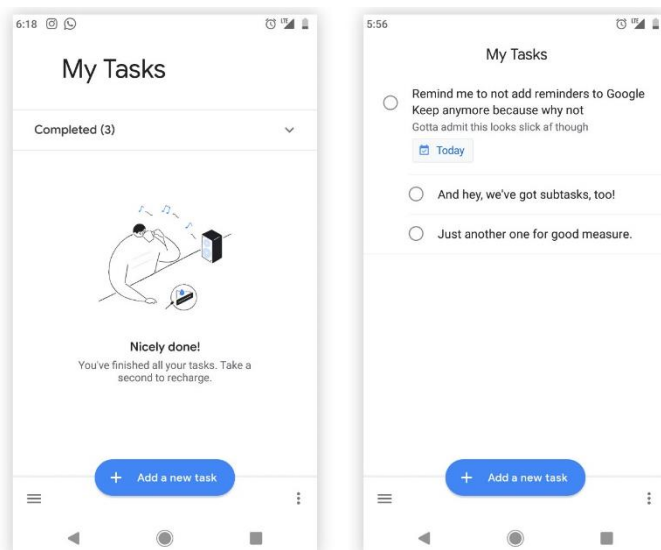 6:18
LTE
My Tasks
Completed (3)
Nicely done!
You've finished all your tasks. Take a
second to recharge.
Add a new task
5:56
LTE
My Tasks
Remind me to not add reminders to Google
Keep anymore because why not
Gotta admit this looks slick af though
Today
And hey, we've got subtasks, too!
Just another one for good measure.
Add a new task